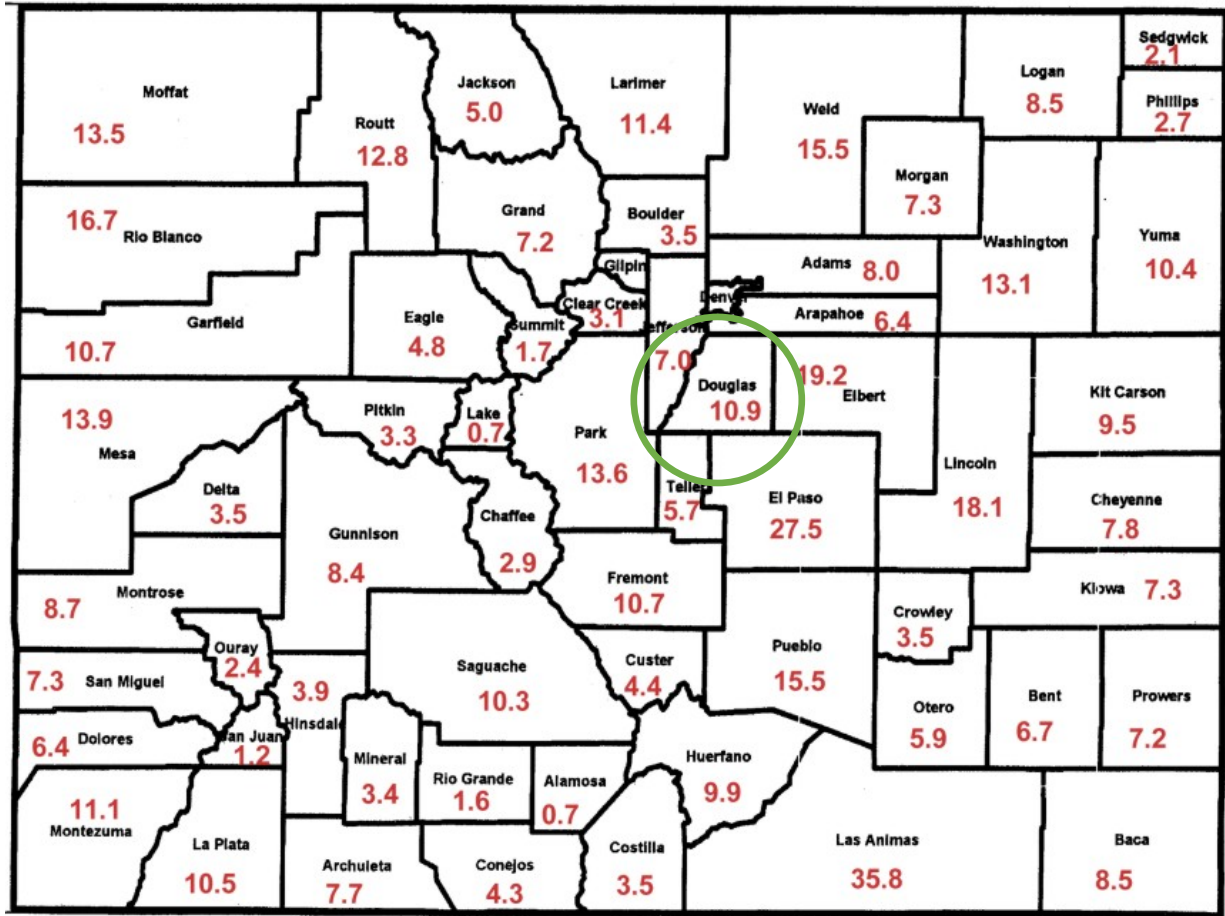 Moffat
13.5
Routt
12.8
Jackson
5.0
Larimer
11.4
Weld
15.5
Logan
8.5
Sedgwick
2.1
Phillips
2.7
Morgan
7.3
Washington
13.1
Yuma
10.4
16.7
Rio Blanco
Grand
7.2
Boulder
3.5
Gilpin
Adams 8.0
Clear Creek
3.1
Denver
Arapahoe 6.4
Garfield
10.7
Eagle
4.8
Summit
1.7
Jefferson
7.0
Douglas
10.9
19.2
Elbert
Kit Carson
9.5
13.9
Mesa
Pitkin
3.3
Lake
0.7
Park
13.6
Teller
5.7
El Paso
27.5
Lincoln
18.1
Cheyenne
7.8
Delta
3.5
Gunnison
8.4
Chaffee
2.9
Fremont
10.7
Montrose
8.7
Kiowa 7.3
Crowley
3.5
Ouray
2.4
Saguache
10.3
Custer
4.4
Pueblo
15.5
7.3 San Miguel
3.9
Hinsdale
Otero
5.9
Bent
6.7
Prowers
7.2
Dolores
6.4
San Juan
1.2
Mineral
3.4
Rio Grande
1.6
Alamosa
0.7
Huerfano
9.9
11.1
Montezuma
La Plata
10.5
Archuleta
7.7
Conejos
4.3
Costilla
3.5
Las Animas
35.8
Baca
8.5